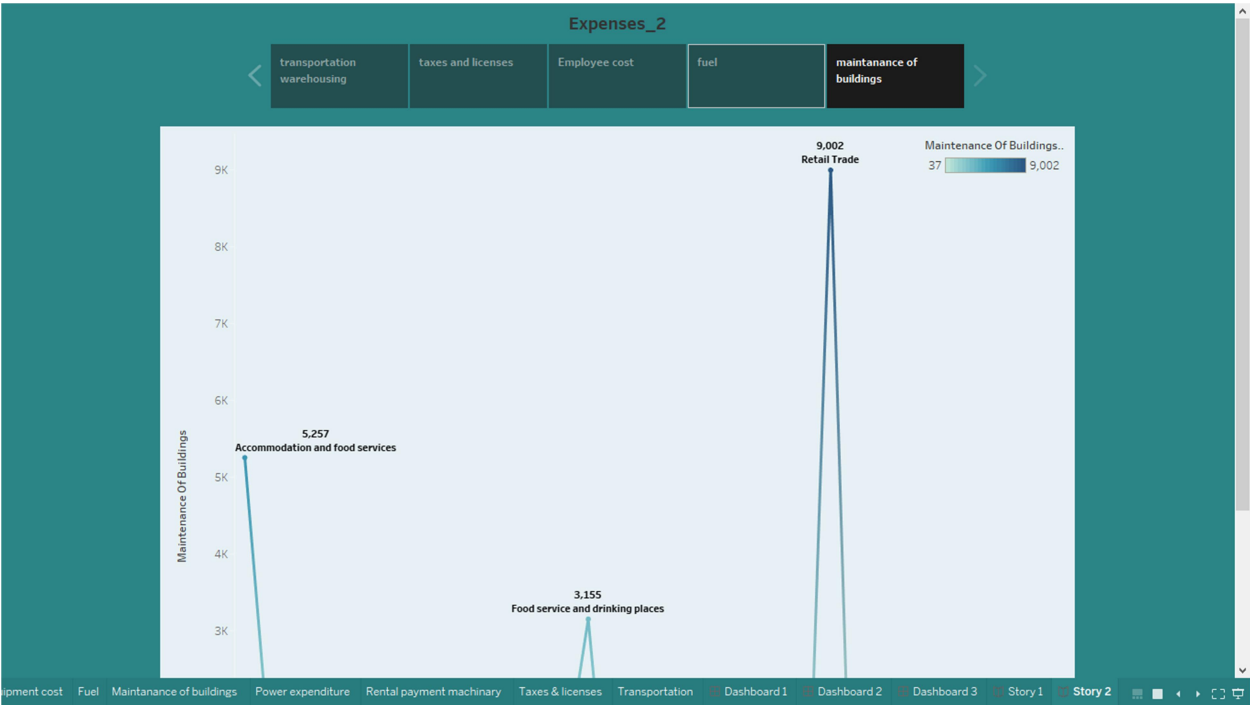 Expenses_2
transportation
warehousing
taxes and licenses
Employee cost
fuel
maintanance of
buildings
9,002
Retail Trade
Maintenance Of Buildings..
37
9,002
9K
8K
7K
6K
5,257
Accommodation and food services
5K
4K
3,155
Food service and drinking places
3K
Maintenance Of Buildings
ipment cost
Fuel
Maintanance of buildings
Power expenditure
Rental payment machinary
Taxes & licenses
Transportation
Dashboard 1
Dashboard 2
Dashboard 3
Story 1
Story 2